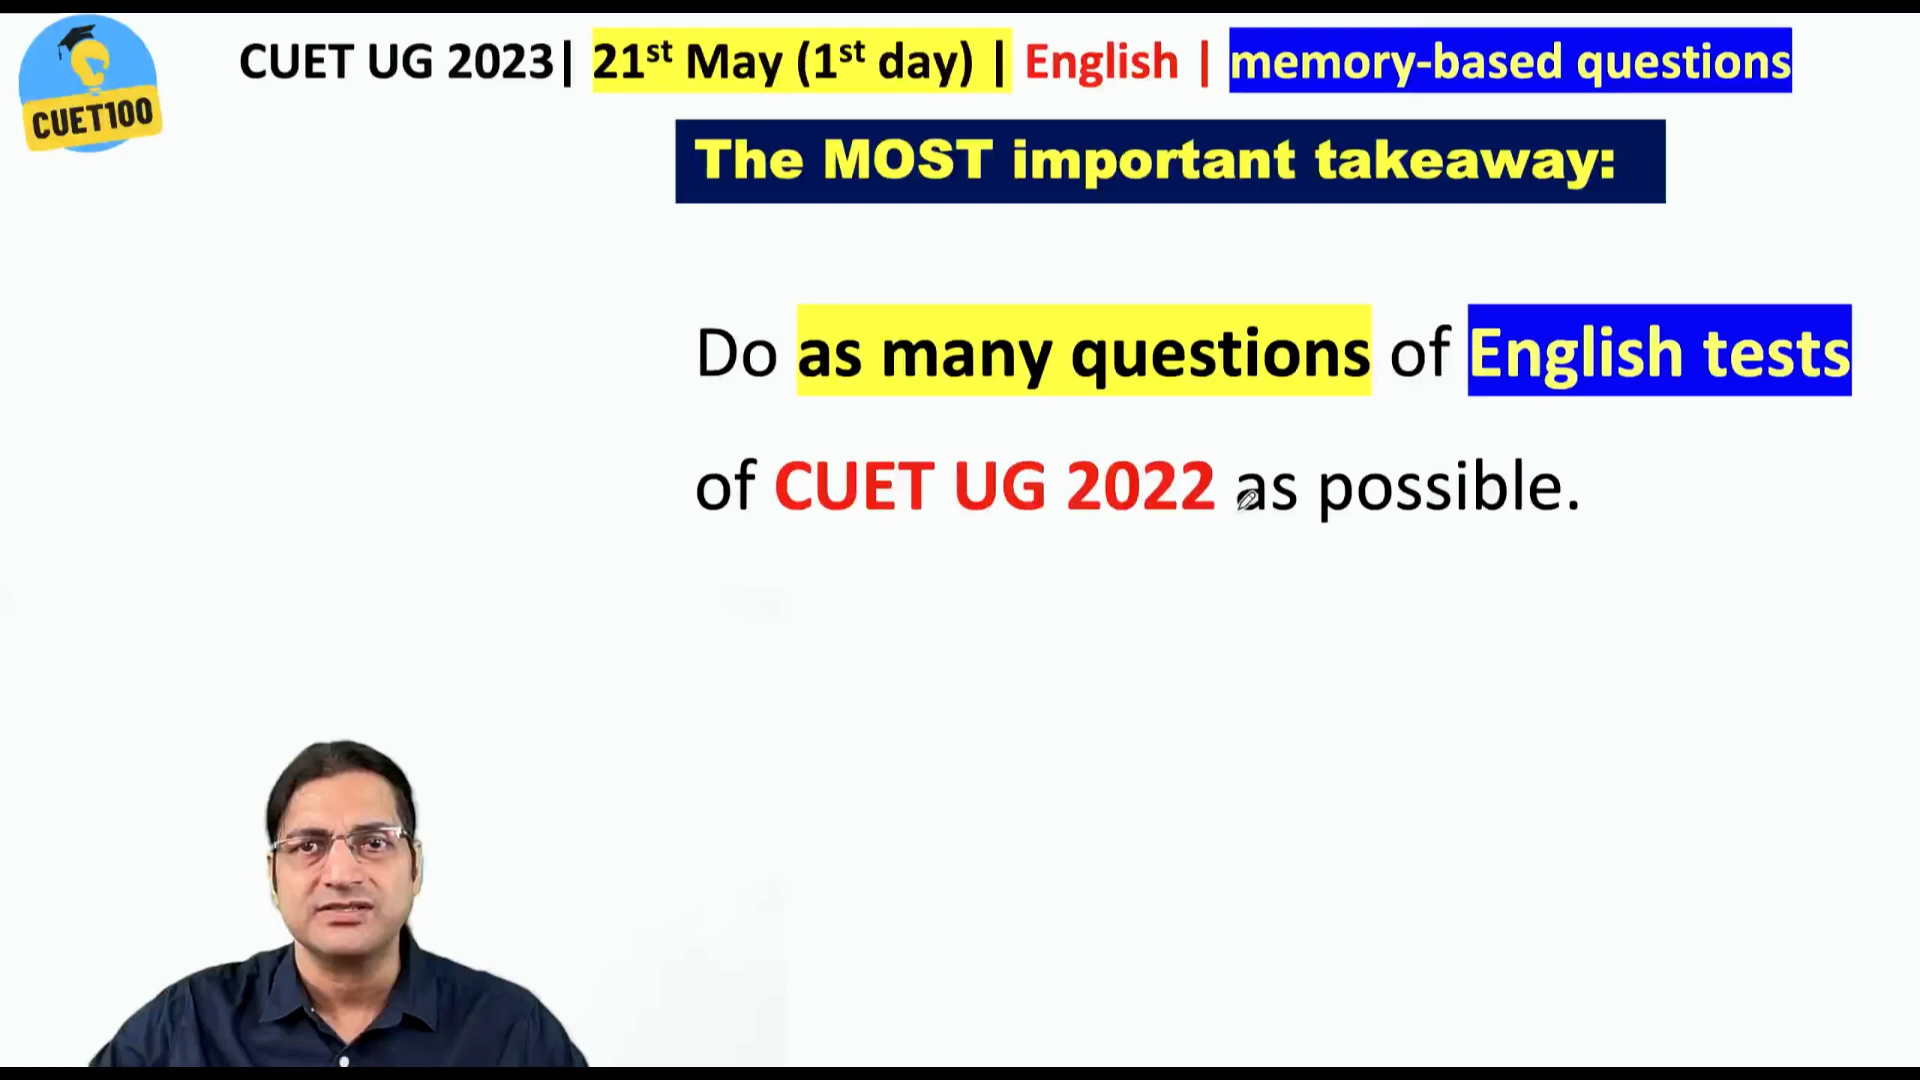 CUET UG 2023| 21st May (1st day) | English | memory-based questions
CUET100
The MOST important takeaway:
Do as many questions of English tests
of CUET UG 2022 as possible.